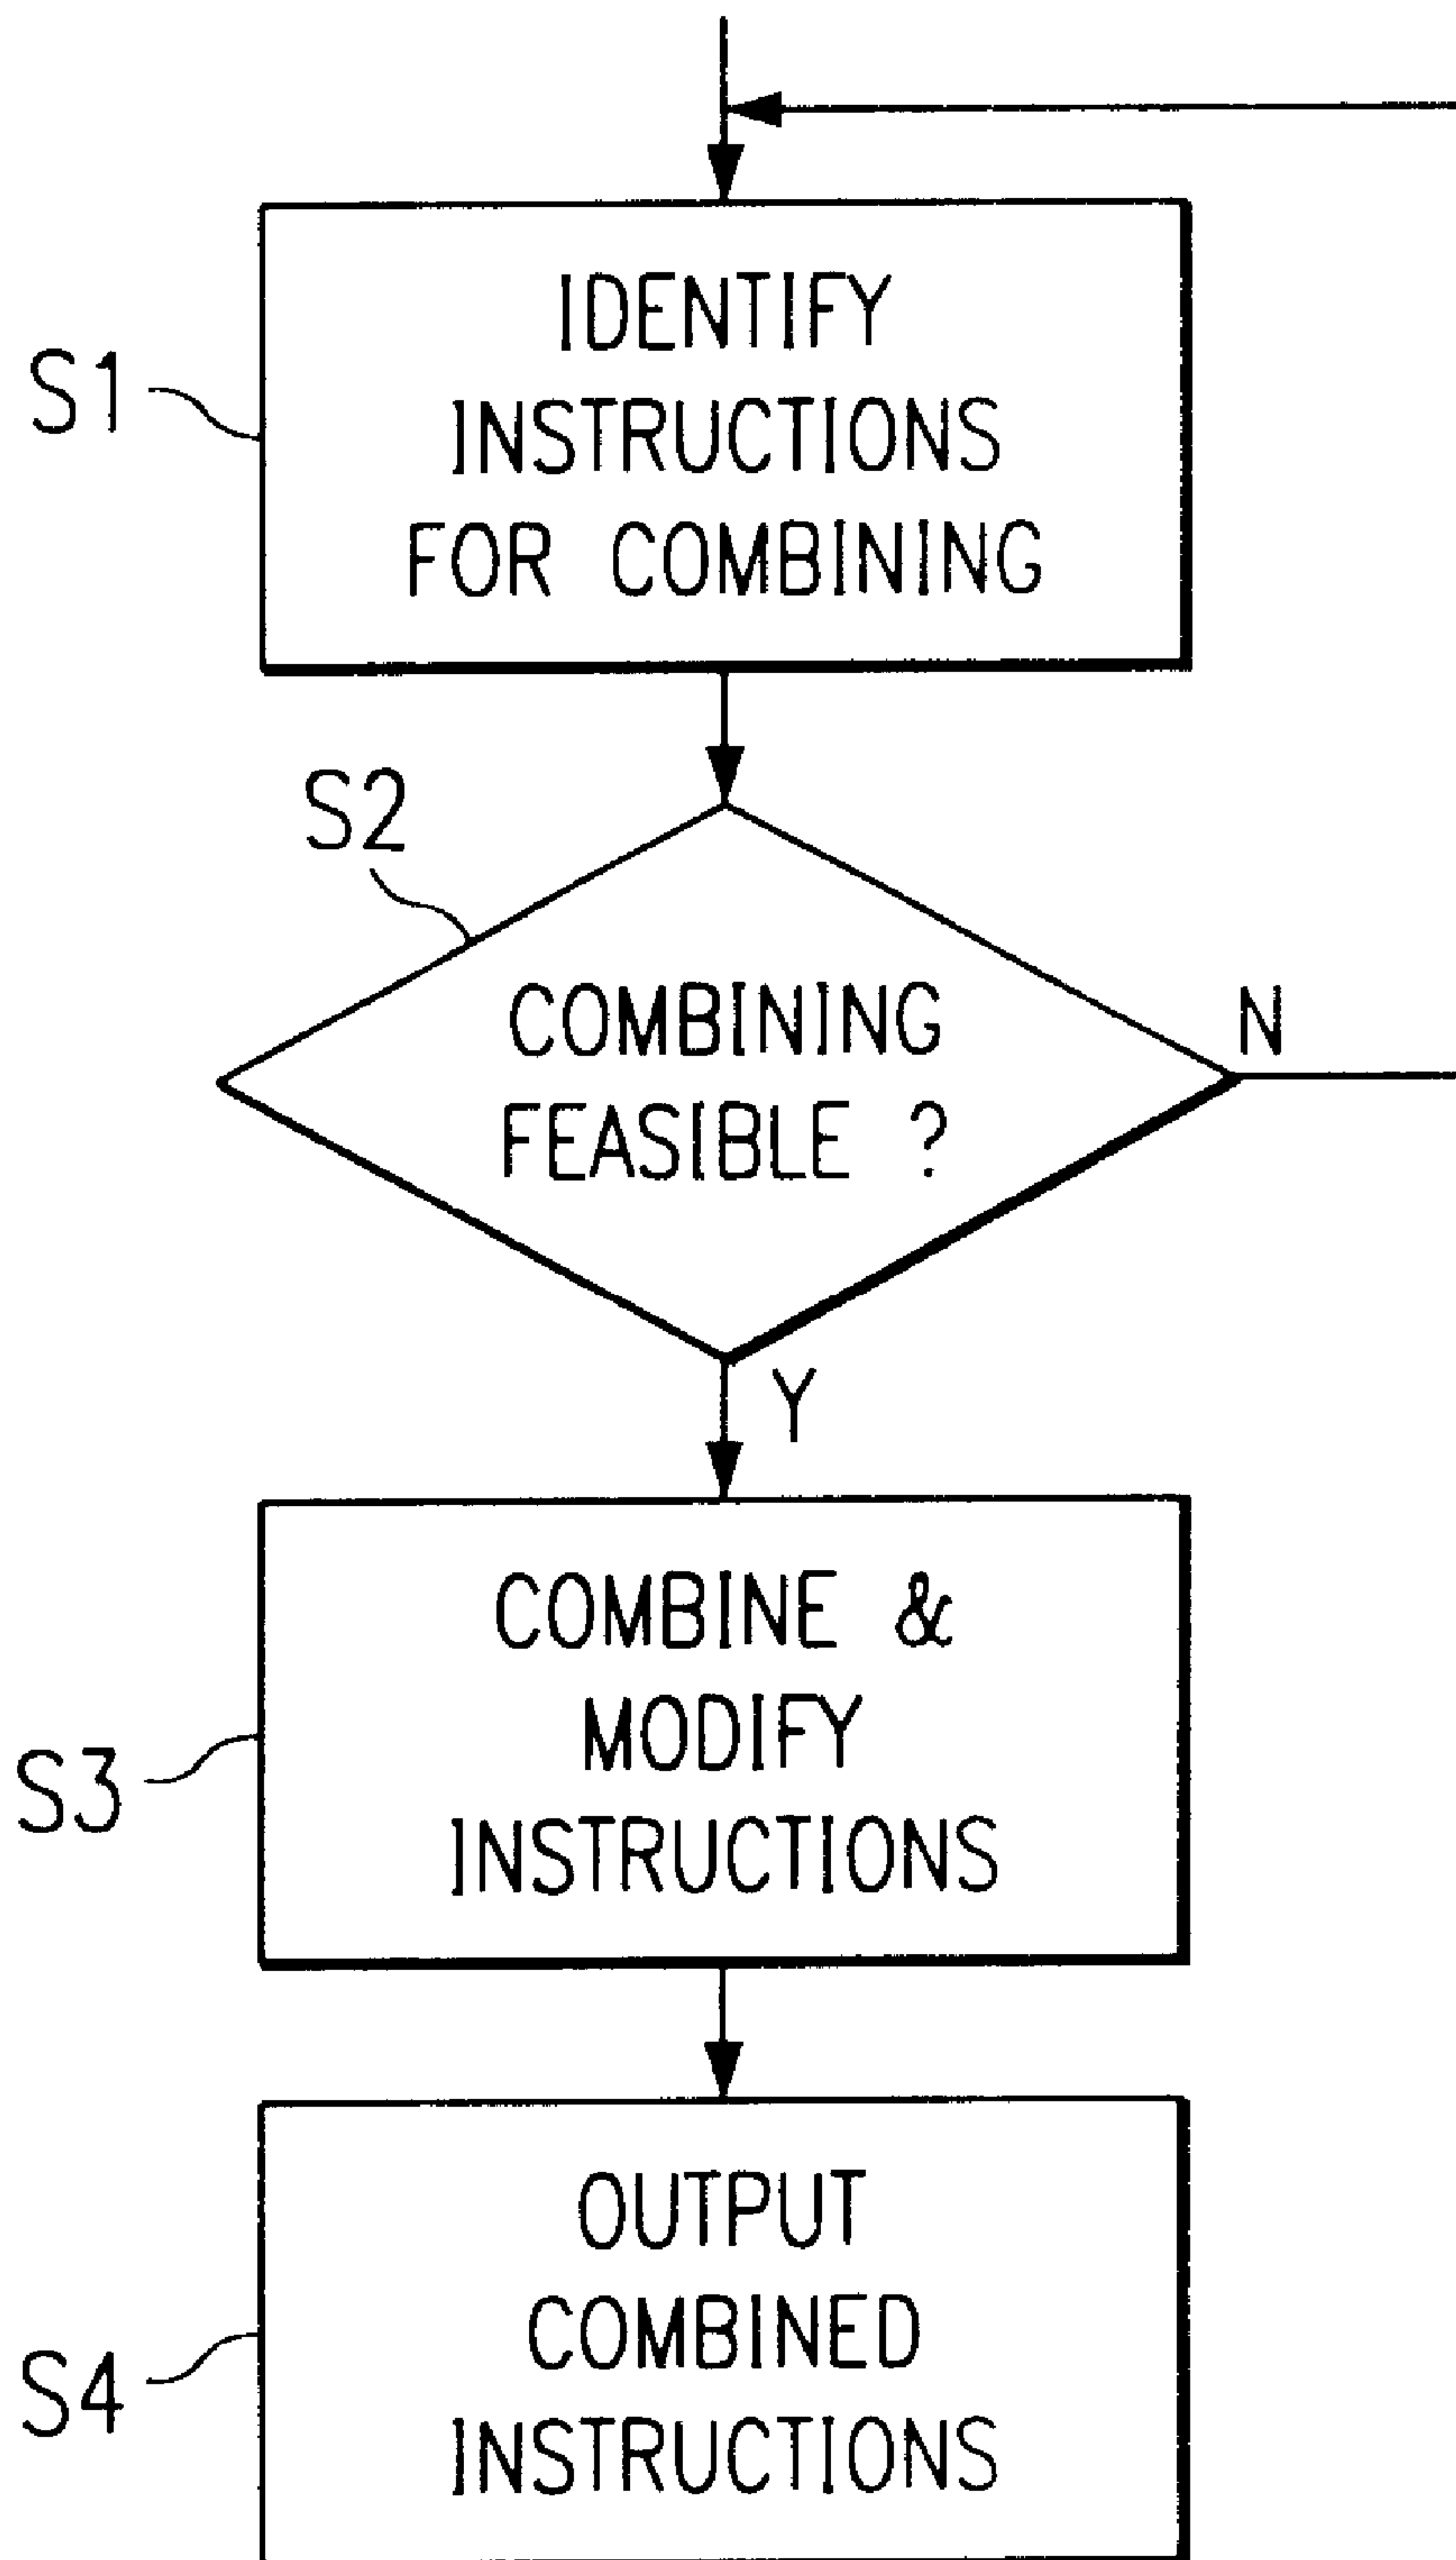 IDENTIFY
INSTRUCTIONS
FOR COMBINING
S1
S2
COMBINING
FEASIBLE ?
N
Y
COMBINE &
MODIFY
INSTRUCTIONS
S3
OUTPUT
COMBINED
INSTRUCTIONS
S4